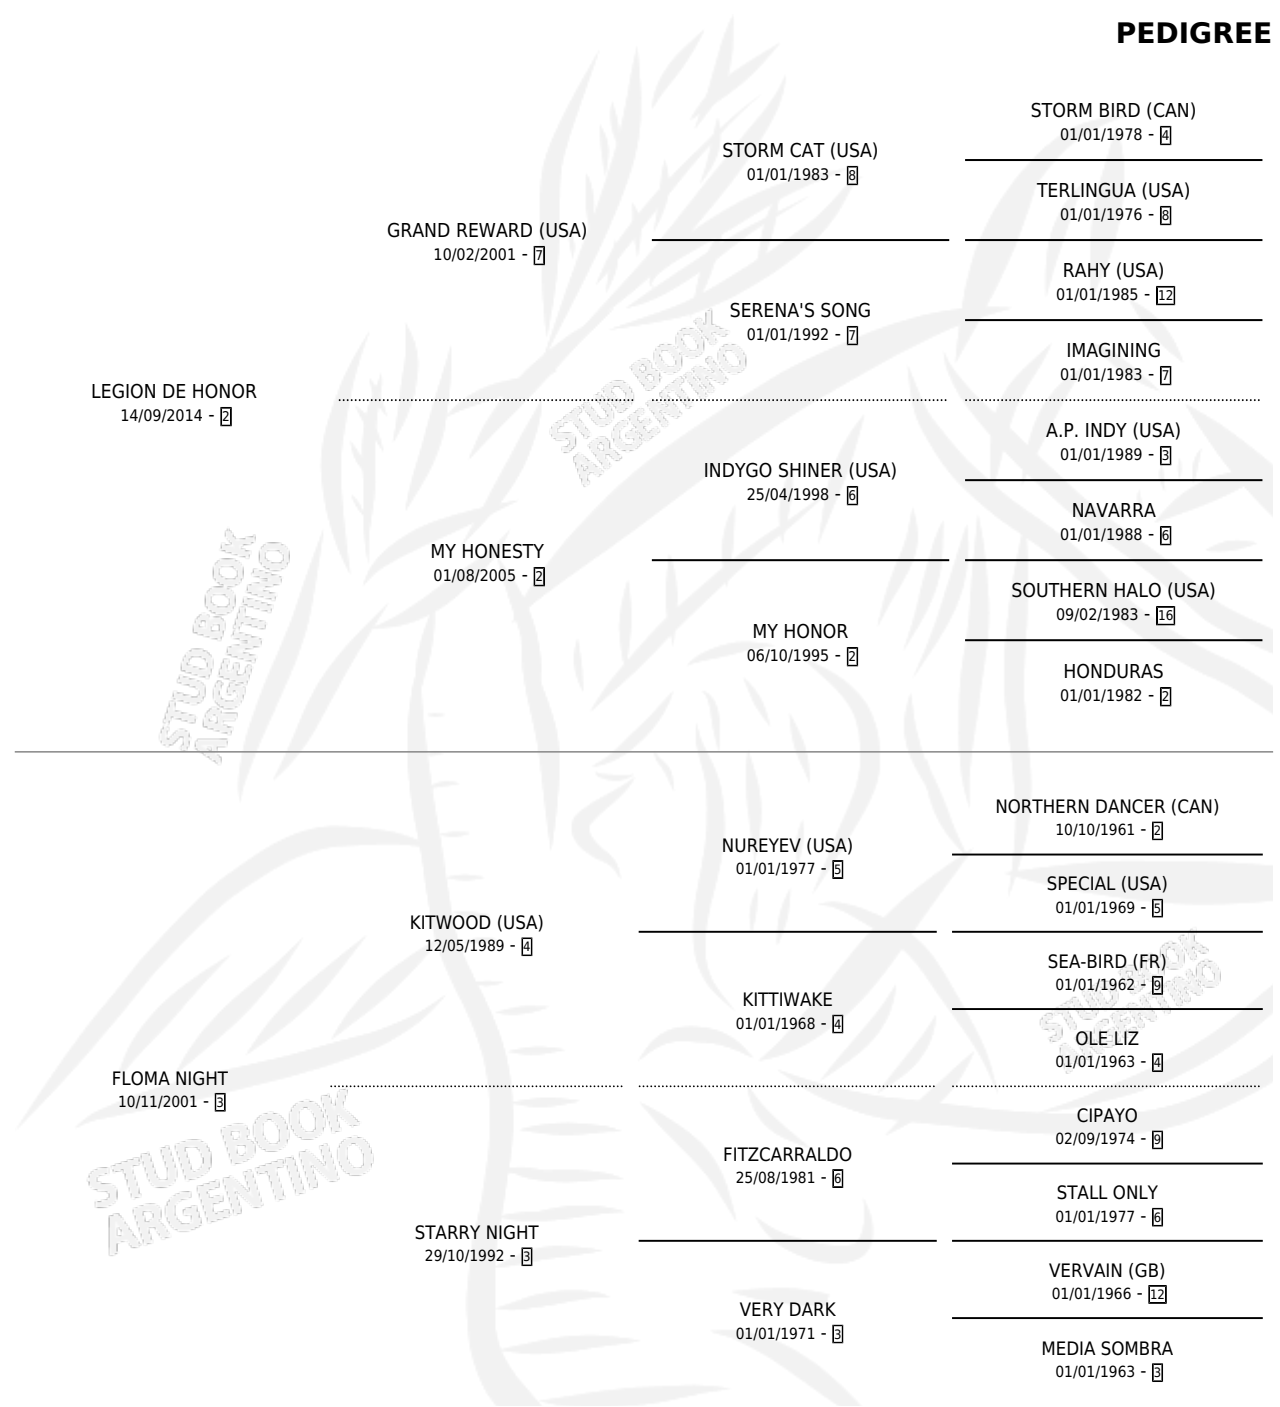 PEDIGREE
STORM BIRD (CAN)
01/01/1978 - 4
STORM CAT (USA)
01/01/1983 - 8
TERLINGUA (USA)
01/01/1976 - 8
GRAND REWARD (USA)
10/02/2001 - 7
RAHY (USA)
01/01/1985 - 12
SERENA'S SONG
01/01/1992 - 7
IMAGINING
01/01/1983 - 7
LEGION DE HONOR
14/09/2014 - 2
A.P. INDY (USA)
01/01/1989 - 3
INDYGO SHINER (USA)
25/04/1998 - 6
NAVARRA
01/01/1988 - 6
MY HONESTY
01/08/2005 - 2
SOUTHERN HALO (USA)
09/02/1983 - 16
MY HONOR
06/10/1995 - 2
HONDURAS
01/01/1982 - 2
NORTHERN DANCER (CAN)
10/10/1961 - 2
NUREYEV (USA)
01/01/1977 - 5
SPECIAL (USA)
01/01/1969 - 5
KITWOOD (USA)
12/05/1989 - 4
SEA-BIRD (FR)
01/01/1962 - 9
KITTIWAKE
01/01/1968 - 4
OLE LIZ
01/01/1963 - 4
FLOMA NIGHT
10/11/2001 - 3
CIPAYO
02/09/1974 - 9
FITZCARRALDO
25/08/1981 - 6
STALL ONLY
01/01/1977 - 6
STARRY NIGHT
29/10/1992 - 3
VERVAIN (GB)
01/01/1966 - 12
VERY DARK
01/01/1971 - 3
MEDIA SOMBRA
01/01/1963 - 3
STUD BOOK
ARGENTINO
STUD BOOK
ARGENTINO
STUD BOOK
ARGENTINO
STUD BOOK
ARGENTINO